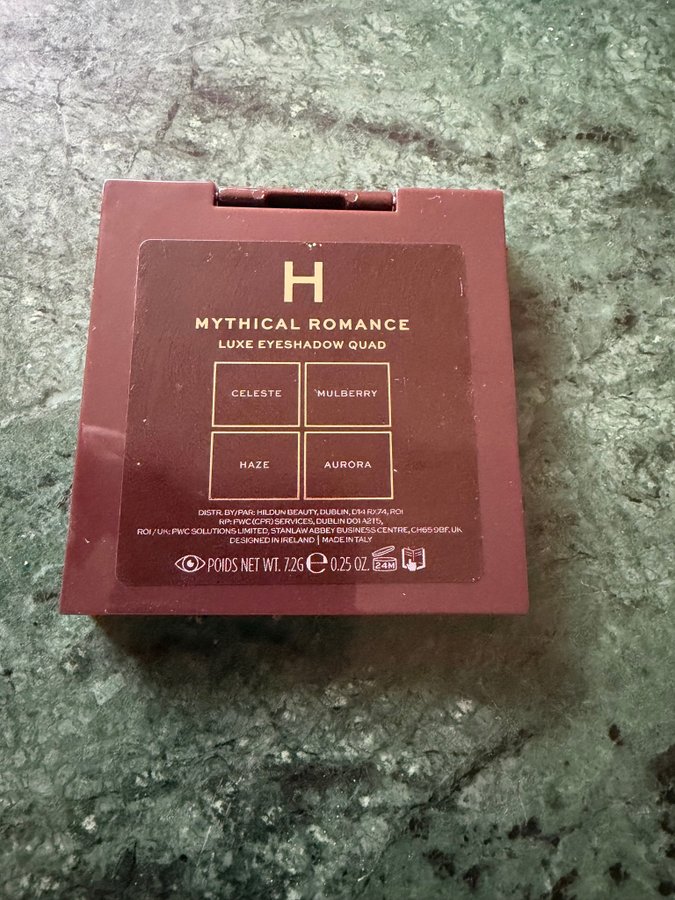 H
MYTHICAL ROMANCE
LUXE EYESHADOW QUAD
CELESTE MULBERRY
HAZE AURORA
DISTR. BY/PAR: HILDUN BEAUTY, DUBLIN, D14 RX74, ROI
RP: PWC (CPR) SERVICES, DUBLIN D01 A2T5,
ROI / UK: PWC SOLUTIONS LIMITED, STANLAW ABBEY BUSINESS CENTRE, CH65 9BF, UK
DESIGNED IN IRELAND | MADE IN ITALY
POIDS NET WT. 7.2G e 0.25 OZ. 24M